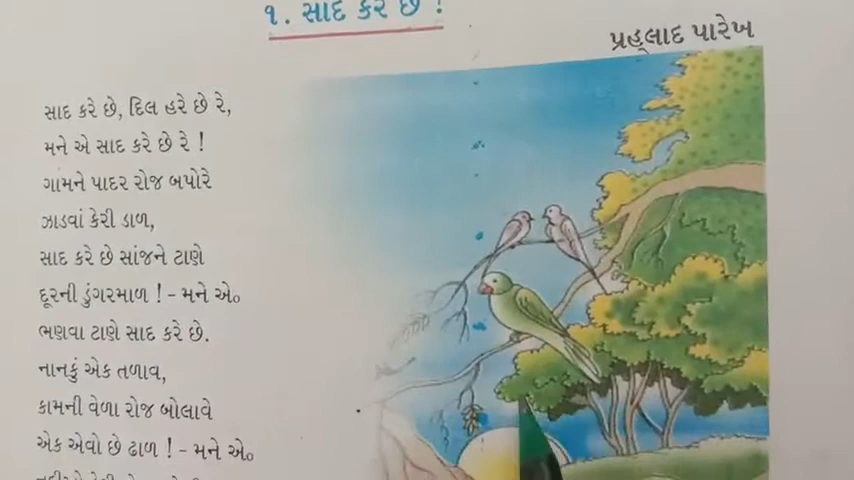 ૧. સાદ કરે છે !
પ્રહ્લાદ પારેખ
સાદ કરે છે, દિલ હરે છે રે,
મને એ સાદ કરે છે રે !
ગામને પાદર રોજ બપોરે
ઝાડવાં કેરી ડાળ,
સાદ કરે છે સાંજને ટાણે
દૂરની ડુંગરમાળ ! - મને એ૦
ભણવા ટાણે સાદ કરે છે.
નાનકું એક તળાવ,
કામની વેળા રોજ બોલાવે
એક એવો છે ઢાળ ! - મને એ૦